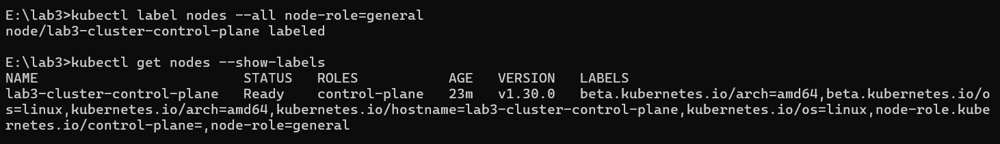 E:\lab3>kubectl label nodes --all node-role=general
node/lab3-cluster-control-plane labeled
E:\lab3>kubectl get nodes --show-labels
NAME                          STATUS   ROLES           AGE   VERSION   LABELS
lab3-cluster-control-plane   Ready    control-plane   23m   v1.30.0   beta.kubernetes.io/arch=amd64,beta.kubernetes.io/o
s=linux,kubernetes.io/arch=amd64,kubernetes.io/hostname=lab3-cluster-control-plane,kubernetes.io/os=linux,node-role.kube
rnetes.io/control-plane=,node-role=general